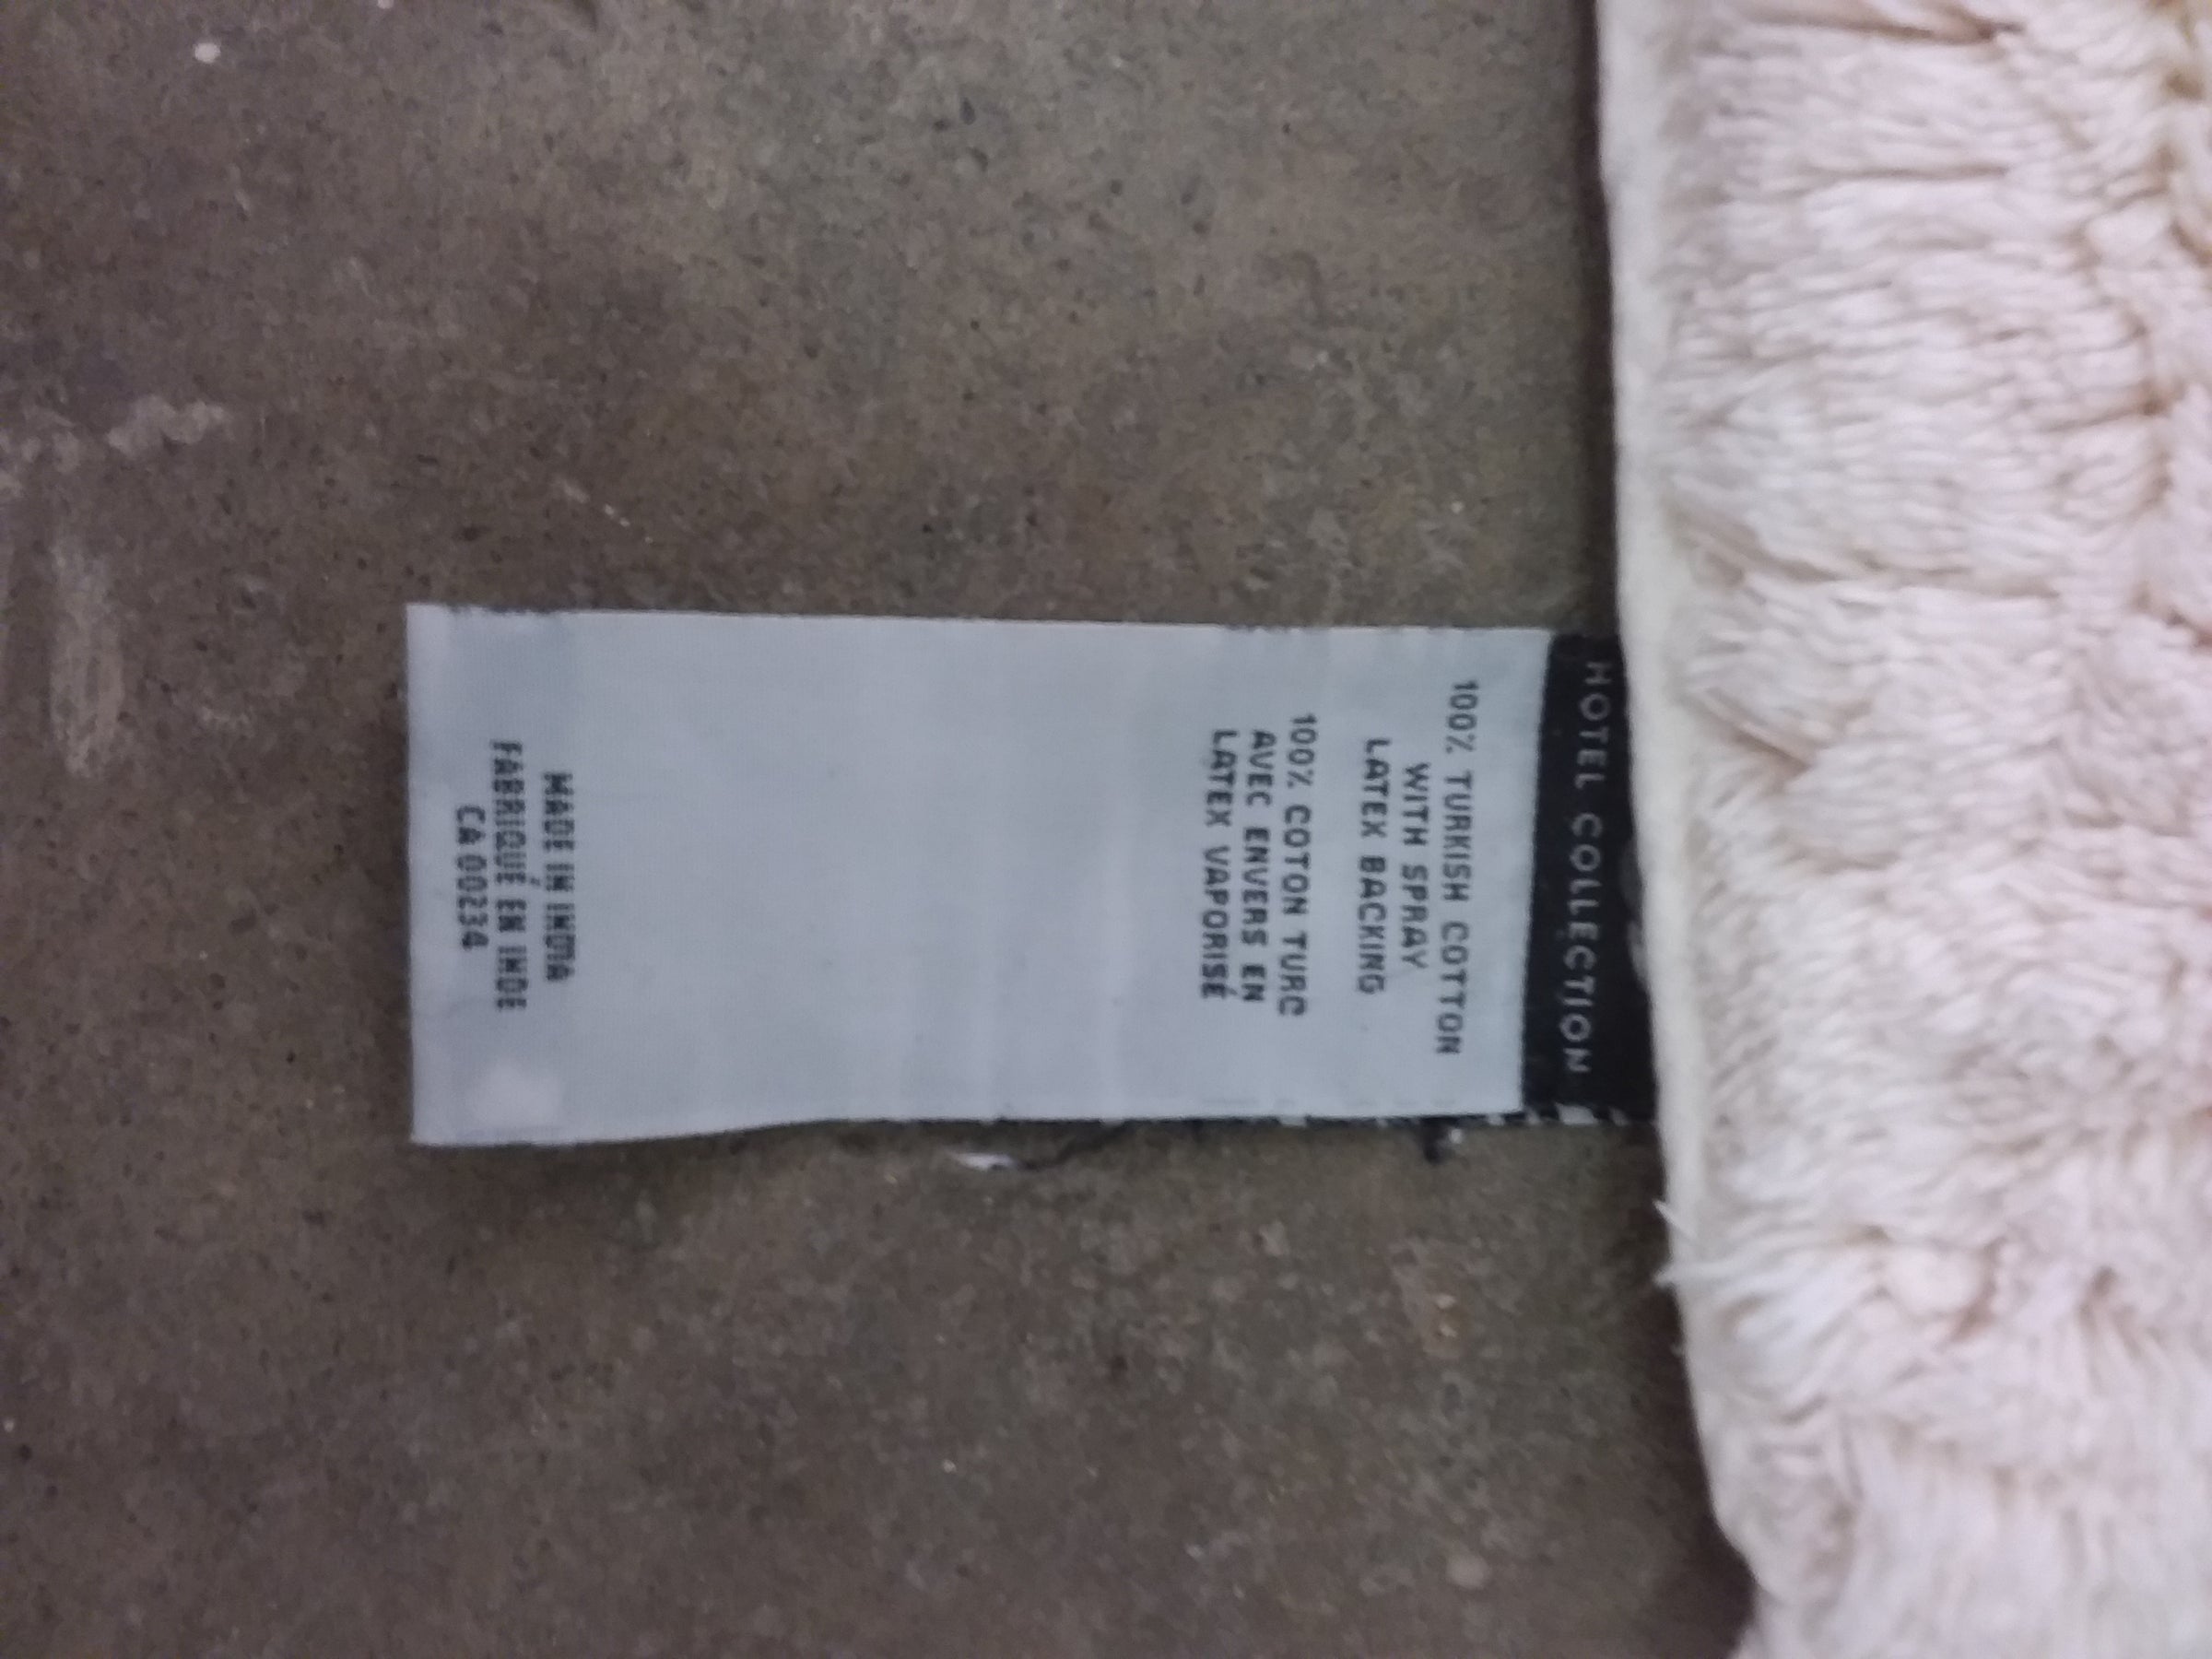 HOTEL COLLECTION
100% TURKISH COTTON
WITH SPRAY
LATEX BACKING
100% COTON TURC
AVEC ENVERS EN
LATEX VAPORISÉ
MADE IN INDIA
FABRIQUÉ EN INDE
CA 00234